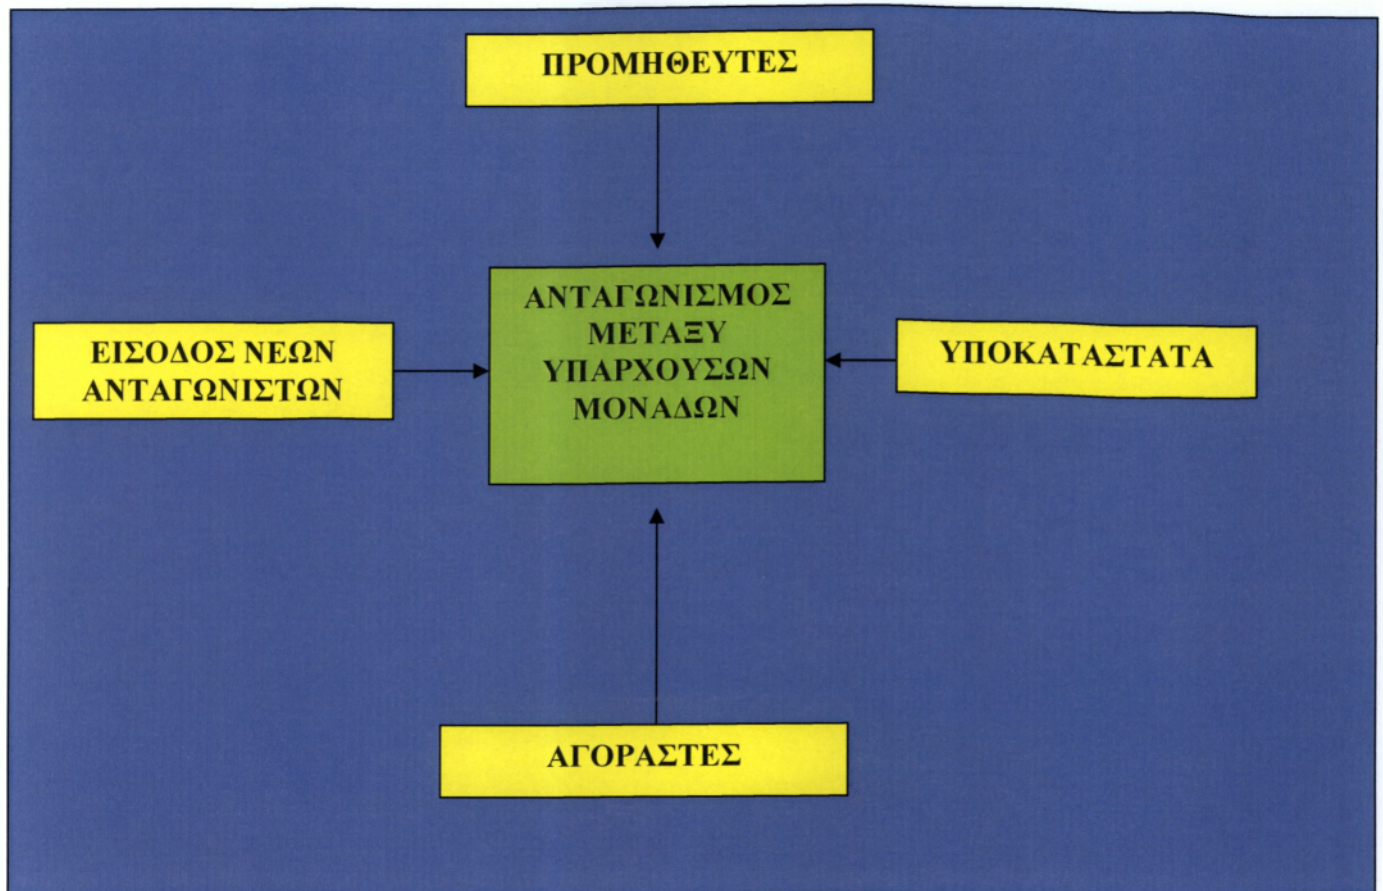 ΠΡΟΜΗΘΕΥΤΕΣ
ΑΝΤΑΓΩΝΙΣΜΟΣ
ΜΕΤΑΞΥ
ΥΠΑΡΧΟΥΣΩΝ
ΜΟΝΑΔΩΝ
ΕΙΣΟΔΟΣ ΝΕΩΝ
ΑΝΤΑΓΩΝΙΣΤΩΝ
ΥΠΟΚΑΤΑΣΤΑΤΑ
ΑΓΟΡΑΣΤΕΣ